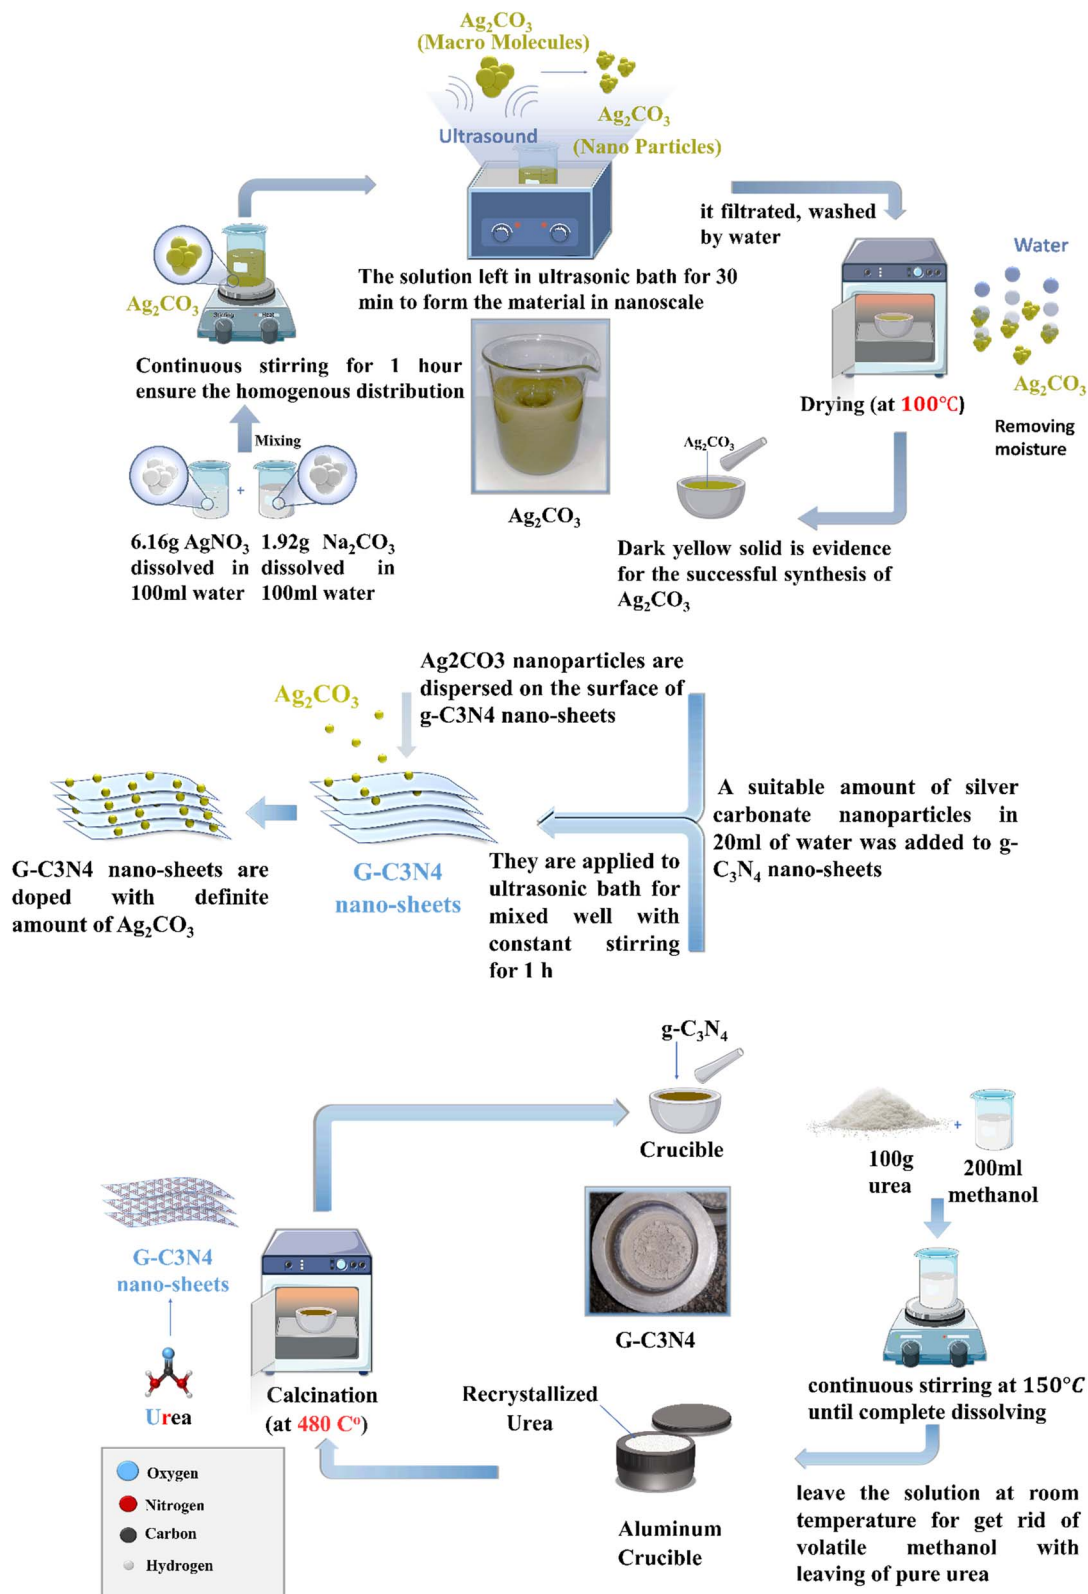 Ag₂CO₃
(Macro Molecules)
Ultrasound
Ag₂CO₃
(Nano Particles)
it filtrated, washed
by water
Water
Ag₂CO₃
Stirring
Heat
The solution left in ultrasonic bath for 30
min to form the material in nanoscale
Continuous stirring for 1 hour
ensure the homogenous distribution
Ag₂CO₃
Drying (at 100°C)
Removing
moisture
Mixing
+
Ag₂CO₃
Ag₂CO₃
6.16g AgNO₃
dissolved in
100ml water
1.92g Na₂CO₃
dissolved in
100ml water
Dark yellow solid is evidence
for the successful synthesis of
Ag₂CO₃
Ag2CO3 nanoparticles are
dispersed on the surface of
g-C3N4 nano-sheets
Ag₂CO₃
A suitable amount of silver
carbonate nanoparticles in
20ml of water was added to g-
C₃N₄ nano-sheets
G-C3N4
nano-sheets
They are applied to
ultrasonic bath for
mixed well with
constant stirring
for 1 h
G-C3N4 nano-sheets are
doped with definite
amount of Ag₂CO₃
g-C₃N₄
Crucible
+
100g
urea
200ml
methanol
G-C3N4
nano-sheets
G-C3N4
Urea
Calcination
(at 480 C°)
Recrystallized
Urea
continuous stirring at 150°C
until complete dissolving
Aluminum
Crucible
leave the solution at room
temperature for get rid of
volatile methanol with
leaving of pure urea
Oxygen
Nitrogen
Carbon
Hydrogen